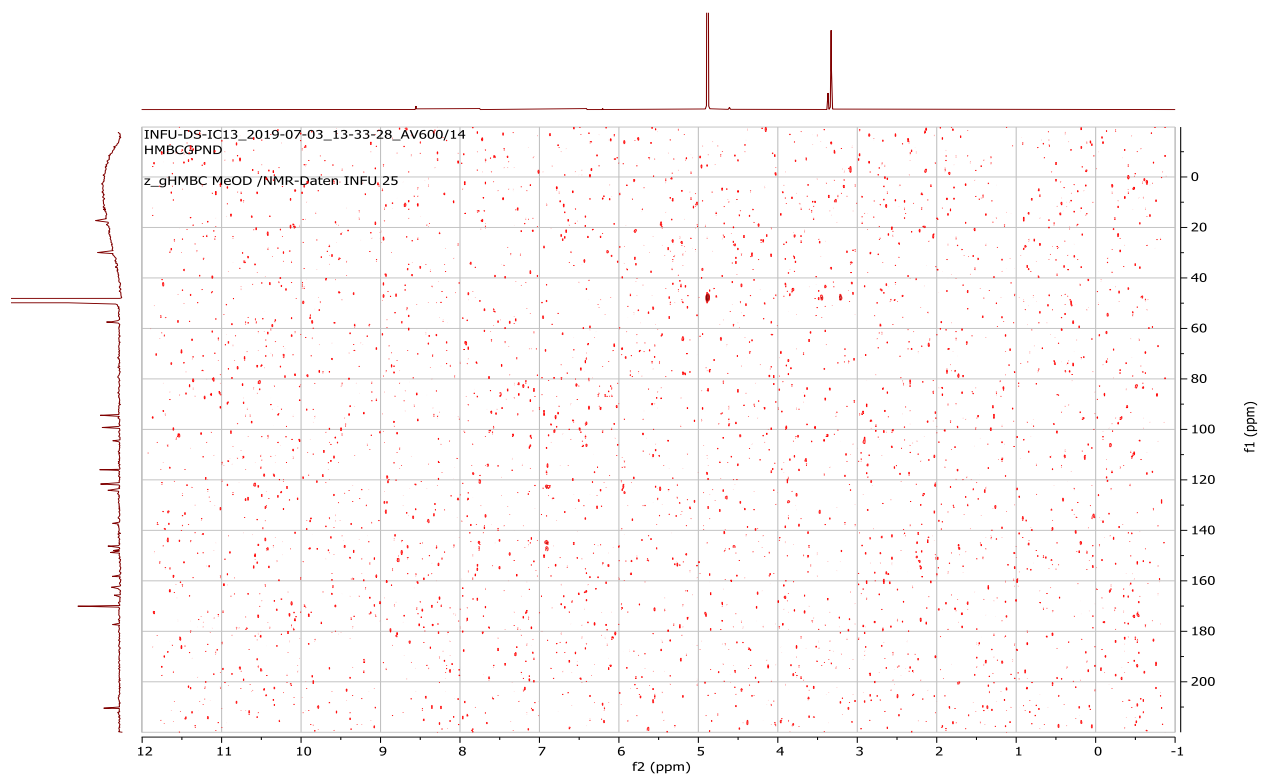 INFU-DS-IC13_2019-07-03_13-33-28_AV600/14
HMBCGPND
z_gHMBC MeOD /NMR-Daten INFU 25
0
20
40
60
80
100
120
140
160
180
200
f1 (ppm)
12 11 10 9 8 7 6 5 4 3 2 1 0 -1
f2 (ppm)